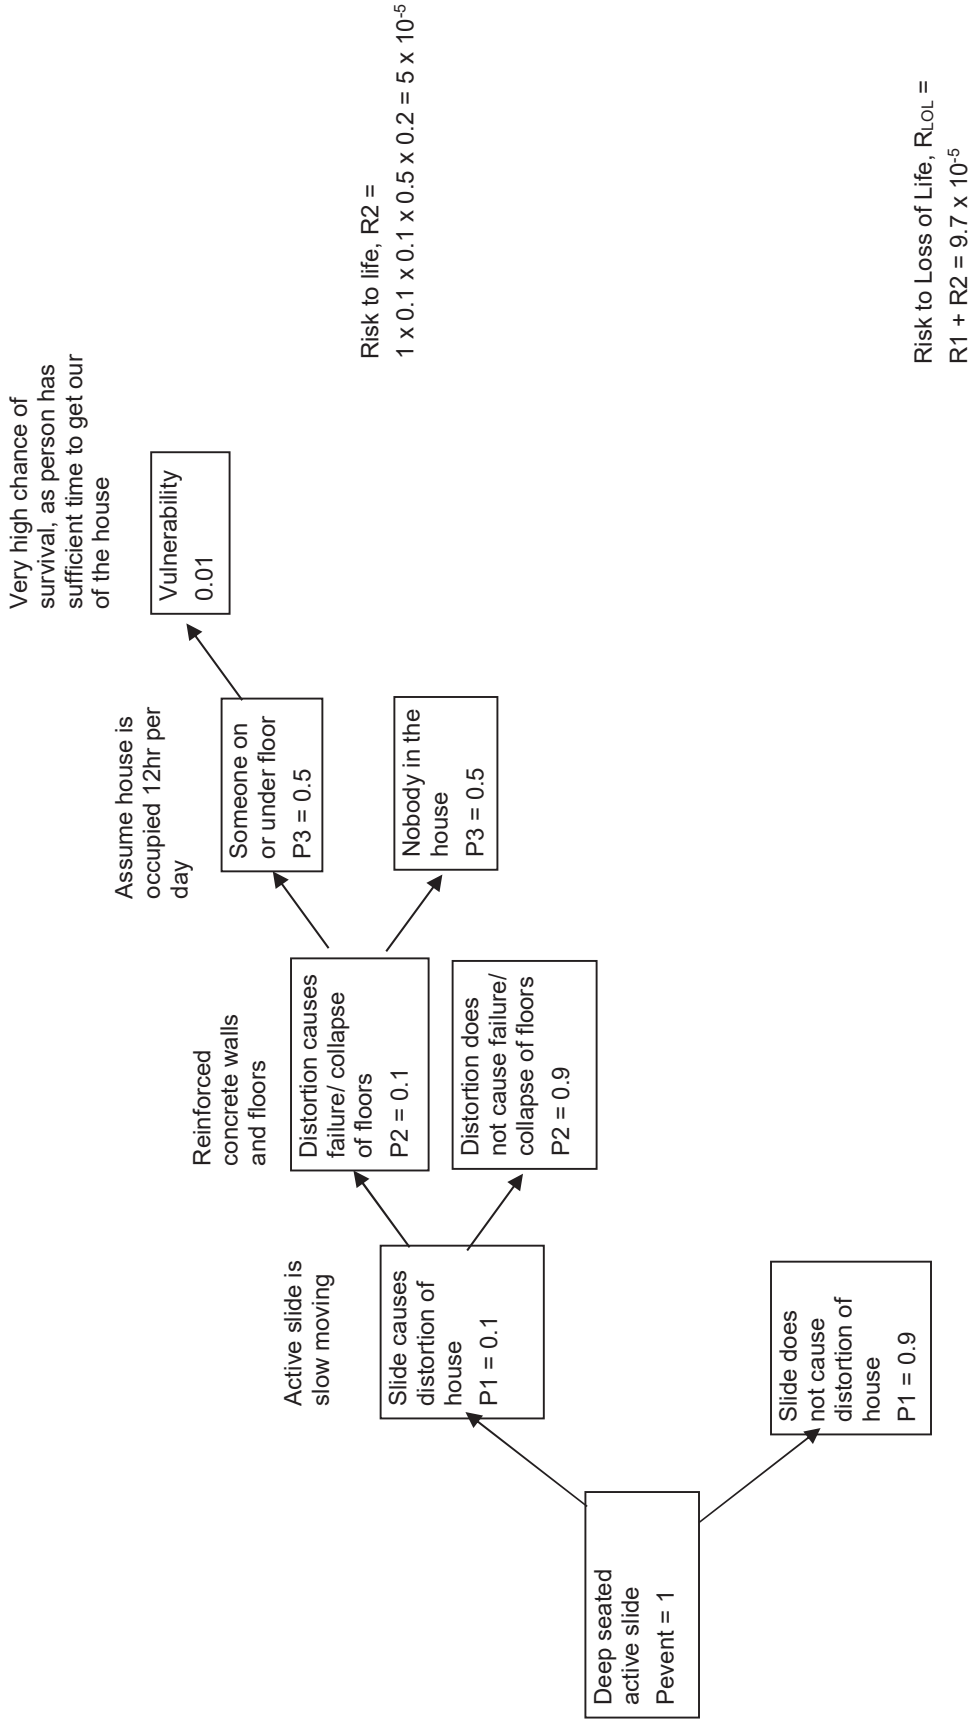 Deep seated
active slide
Pevent = 1
Active slide is
slow moving
Slide causes
distortion of
house
P1 = 0.1
Slide does
not cause
distortion of
house
P1 = 0.9
Reinforced
concrete walls
and floors
Distortion causes
failure/ collapse
of floors
P2 = 0.1
Distortion does
not cause failure/
collapse of floors
P2 = 0.9
Assume house is
occupied 12hr per
day
Someone on
or under floor
P3 = 0.5
Nobody in the
house
P3 = 0.5
Very high chance of
survival, as person has
sufficient time to get our
of the house
Vulnerability
0.01
Risk to life, R2 =
1 x 0.1 x 0.1 x 0.5 x 0.2 = 5 x 10⁻⁵
Risk to Loss of Life, RLOL =
R1 + R2 = 9.7 x 10⁻⁵